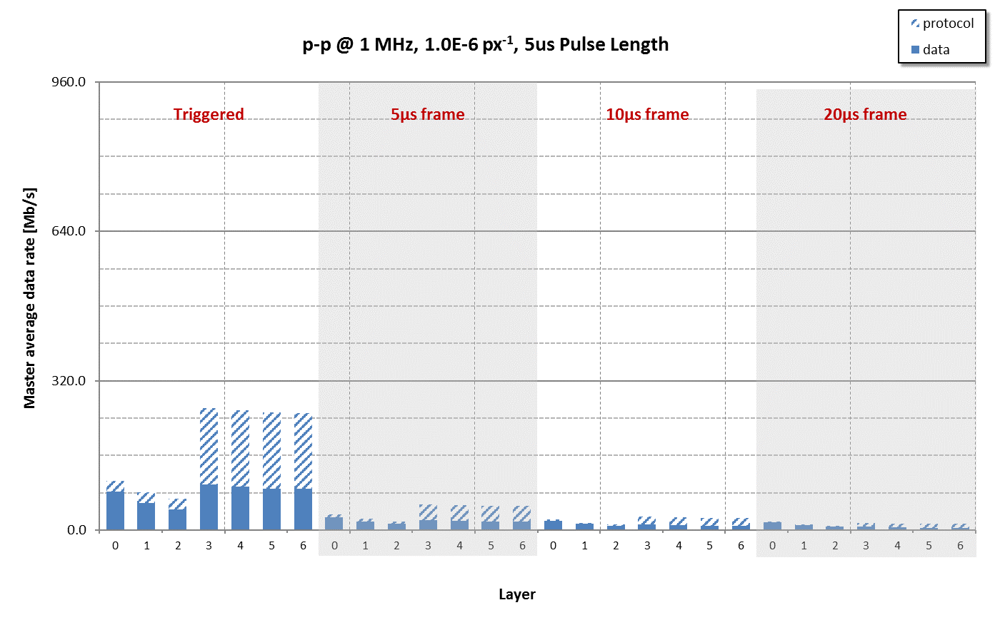 protocol
data
p-p @ 1 MHz, 1.0E-6 px-1, 5us Pulse Length
960.0
640.0
320.0
0.0
Master average data rate [Mb/s]
Triggered 5µs frame 10µs frame 20µs frame
0 1 2 3 4 5 6 0 1 2 3 4 5 6 0 1 2 3 4 5 6 0 1 2 3 4 5 6
Layer